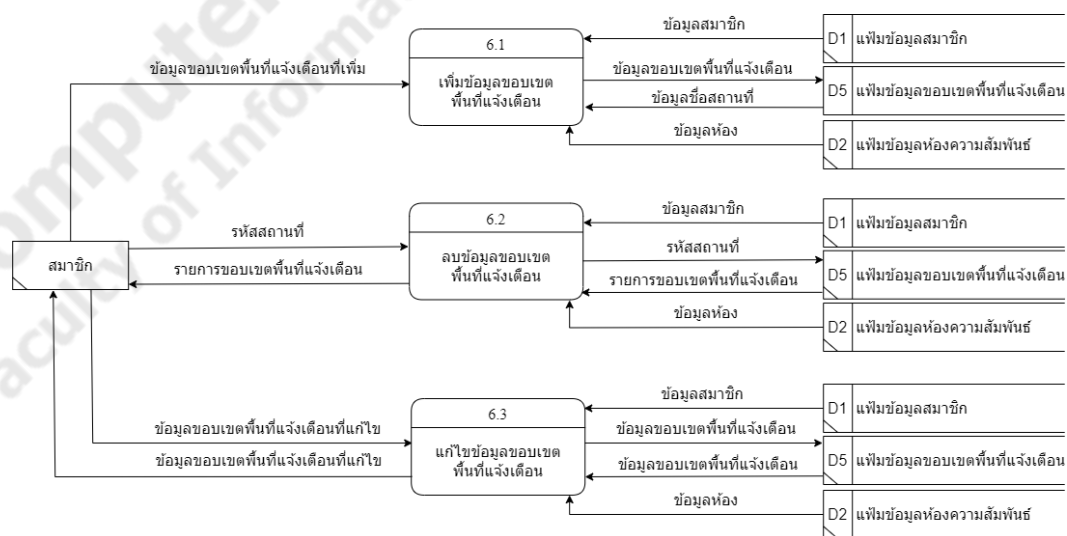 ข้อมูลสมาชิก
D1 แฟ้มข้อมูลสมาชิก
6.1
ข้อมูลขอบเขตพื้นที่แจ้งเตือนที่เพิ่ม
เพิ่มข้อมูลขอบเขต
พื้นที่แจ้งเตือน
ข้อมูลขอบเขตพื้นที่แจ้งเตือน
ข้อมูลชื่อสถานที่
D5 แฟ้มข้อมูลขอบเขตพื้นที่แจ้งเตือน
ข้อมูลห้อง
D2 แฟ้มข้อมูลห้องความสัมพันธ์
ข้อมูลสมาชิก
D1 แฟ้มข้อมูลสมาชิก
6.2
สมาชิก
รหัสสถานที่
รายการขอบเขตพื้นที่แจ้งเตือน
ลบข้อมูลขอบเขต
พื้นที่แจ้งเตือน
รหัสสถานที่
รายการขอบเขตพื้นที่แจ้งเตือน
D5 แฟ้มข้อมูลขอบเขตพื้นที่แจ้งเตือน
ข้อมูลห้อง
D2 แฟ้มข้อมูลห้องความสัมพันธ์
ข้อมูลสมาชิก
D1 แฟ้มข้อมูลสมาชิก
6.3
ข้อมูลขอบเขตพื้นที่แจ้งเตือนที่แก้ไข
ข้อมูลขอบเขตพื้นที่แจ้งเตือนที่แก้ไข
แก้ไขข้อมูลขอบเขต
พื้นที่แจ้งเตือน
ข้อมูลขอบเขตพื้นที่แจ้งเตือน
ข้อมูลขอบเขตพื้นที่แจ้งเตือน
D5 แฟ้มข้อมูลขอบเขตพื้นที่แจ้งเตือน
ข้อมูลห้อง
D2 แฟ้มข้อมูลห้องความสัมพันธ์